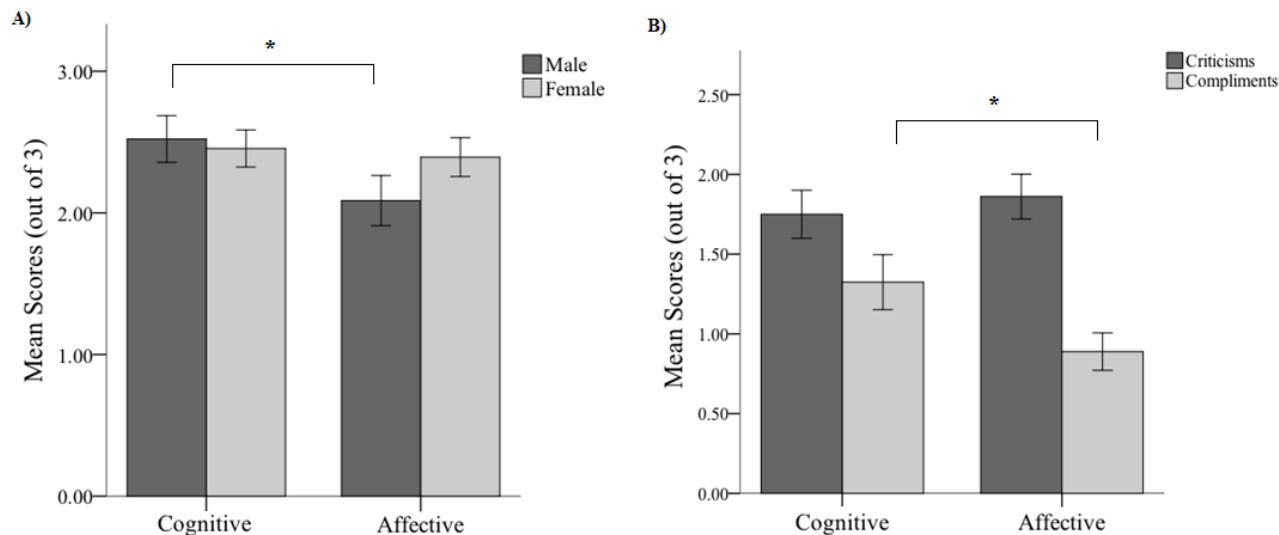 A)
*
3.00
2.00
1.00
0.00
Mean Scores (out of 3)
Male
Female
Cognitive
Affective
B)
*
2.50
2.00
1.50
1.00
0.50
0.00
Mean Scores (out of 3)
Criticisms
Compliments
Cognitive
Affective